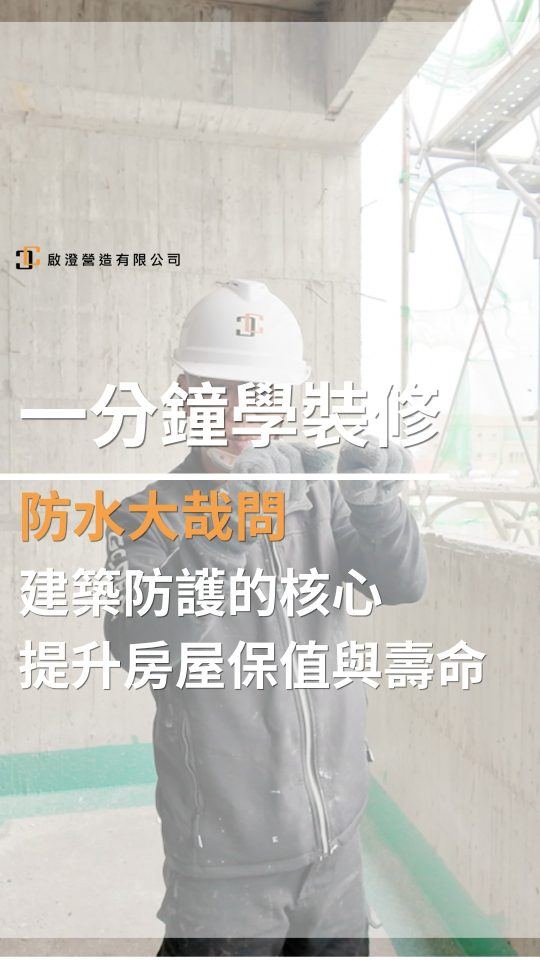 啟澄營造有限公司
一分鐘學裝修
防水大哉問
建築防護的核心
提升房屋保值與壽命